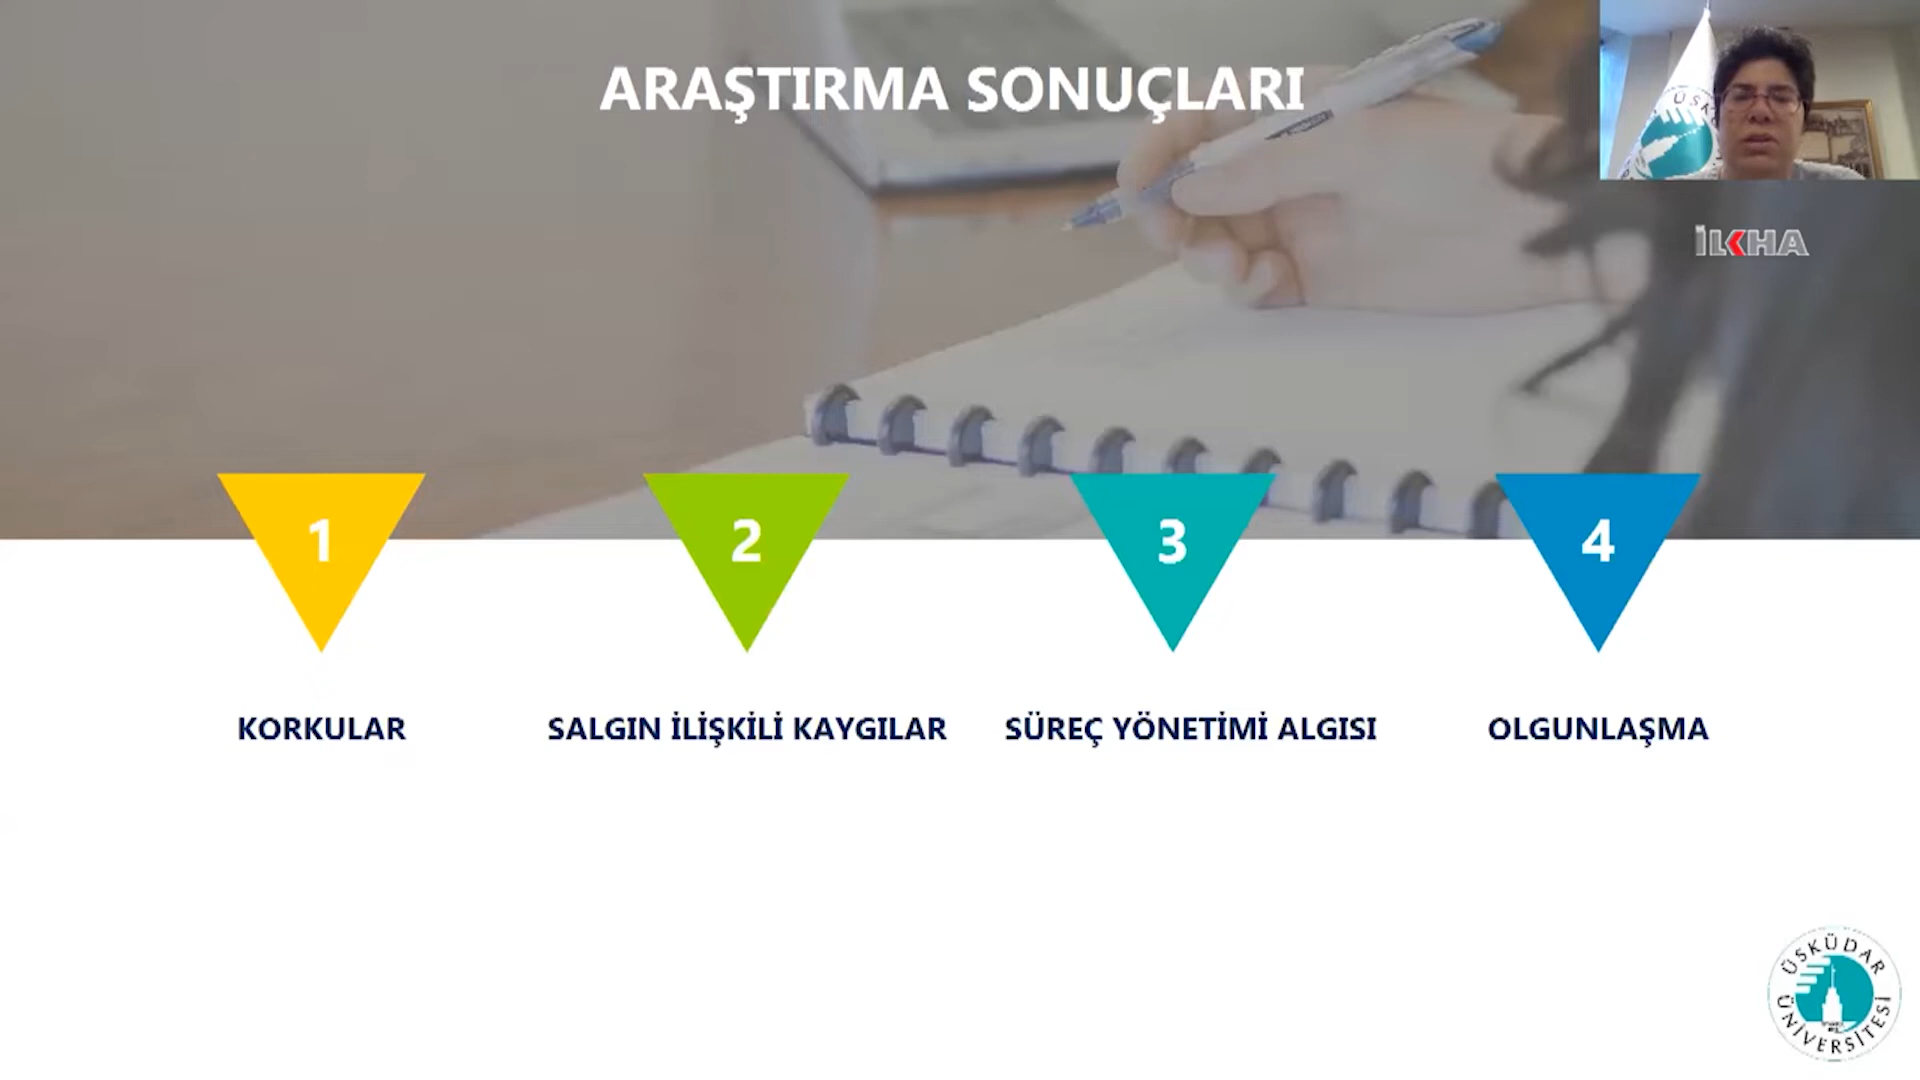 ARAŞTIRMA SONUÇLARI
İLKHA
1
2
3
4
KORKULAR
SALGIN İLİŞKİLİ KAYGILAR
SÜREÇ YÖNETİMİ ALGISI
OLGUNLAŞMA
ÜSKÜDAR
ÜNİVERSİTESİ